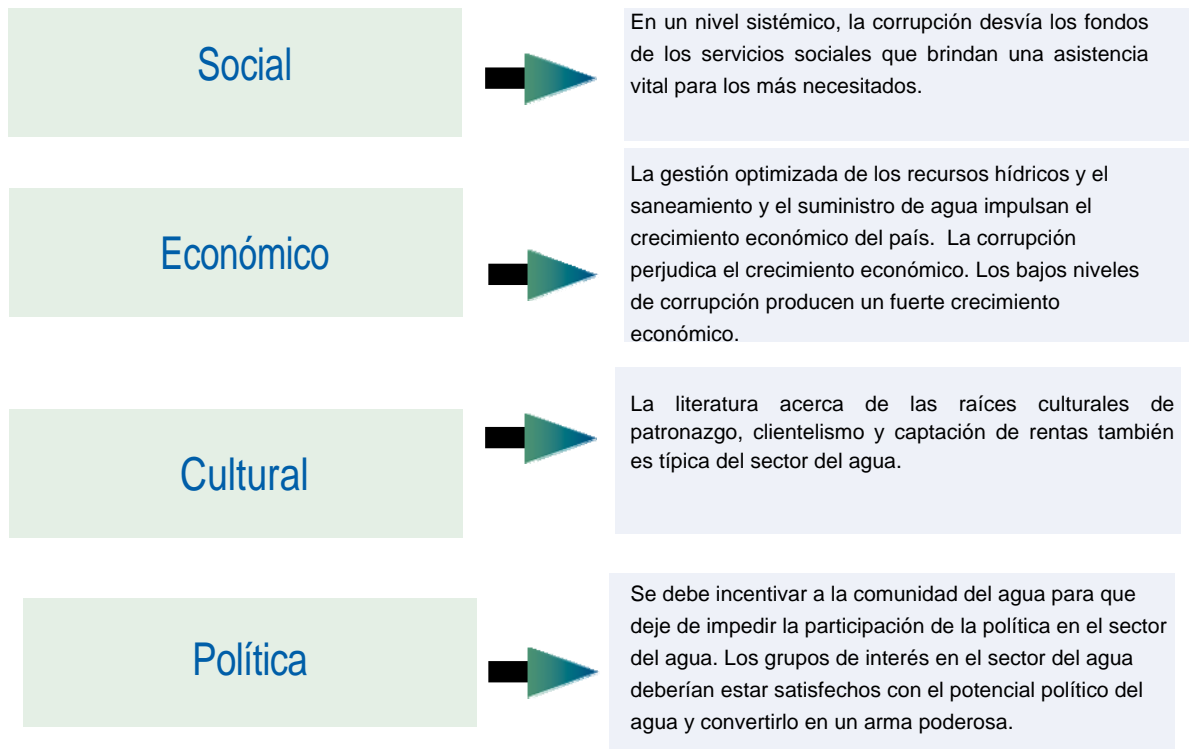 Social
En un nivel sistémico, la corrupción desvía los fondos
de los servicios sociales que brindan una asistencia
vital para los más necesitados.
Económico
La gestión optimizada de los recursos hídricos y el
saneamiento y el suministro de agua impulsan el
crecimiento económico del país. La corrupción
perjudica el crecimiento económico. Los bajos niveles
de corrupción producen un fuerte crecimiento
económico.
Cultural
La literatura acerca de las raíces culturales de
patronazgo, clientelismo y captación de rentas también
es típica del sector del agua.
Política
Se debe incentivar a la comunidad del agua para que
deje de impedir la participación de la política en el sector
del agua. Los grupos de interés en el sector del agua
deberían estar satisfechos con el potencial político del
agua y convertirlo en un arma poderosa.